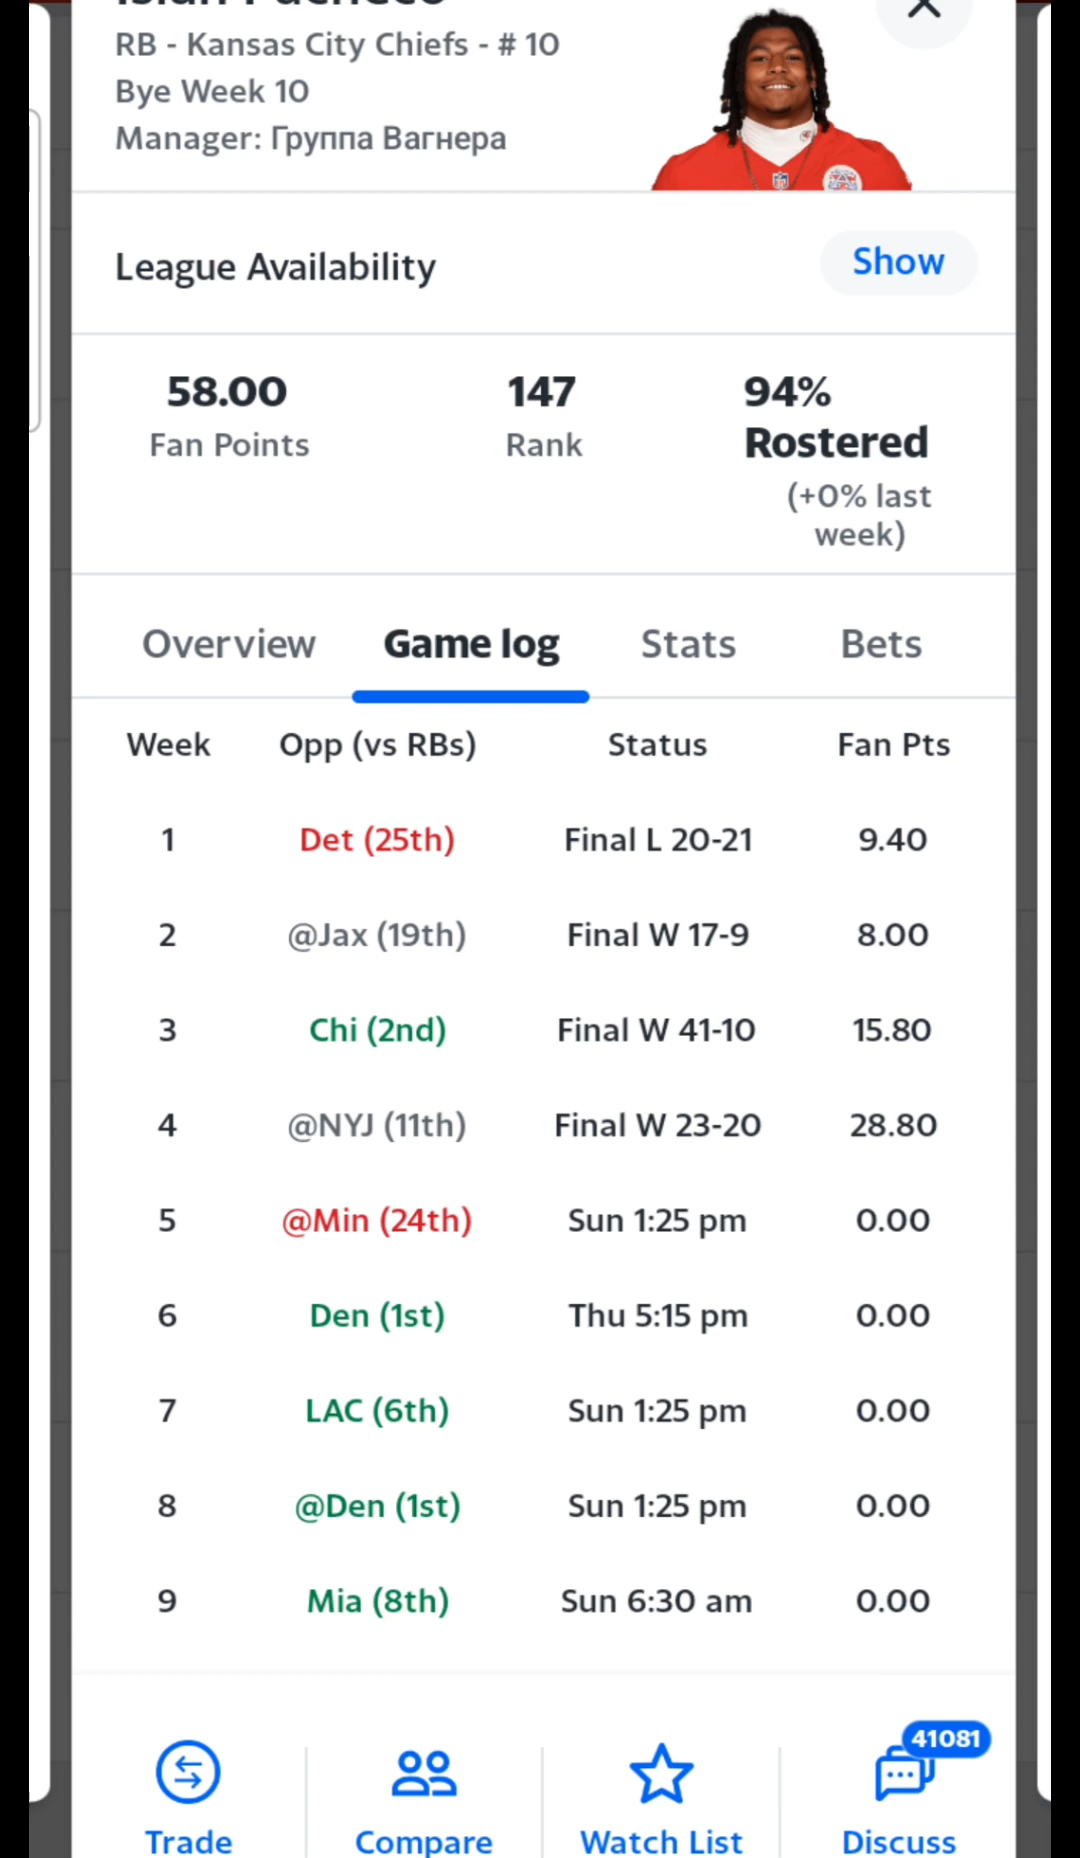 Isiah Pacheco
RB - Kansas City Chiefs - # 10
Bye Week 10
Manager: Группа Вагнера
League Availability
Show
58.00
Fan Points
147
Rank
94%
Rostered
(+0% last
week)
Overview Game log Stats Bets
Week Opp (vs RBs) Status Fan Pts
1 Det (25th) Final L 20-21 9.40
2 @Jax (19th) Final W 17-9 8.00
3 Chi (2nd) Final W 41-10 15.80
4 @NYJ (11th) Final W 23-20 28.80
5 @Min (24th) Sun 1:25 pm 0.00
6 Den (1st) Thu 5:15 pm 0.00
7 LAC (6th) Sun 1:25 pm 0.00
8 @Den (1st) Sun 1:25 pm 0.00
9 Mia (8th) Sun 6:30 am 0.00
41081
Trade Compare Watch List Discuss